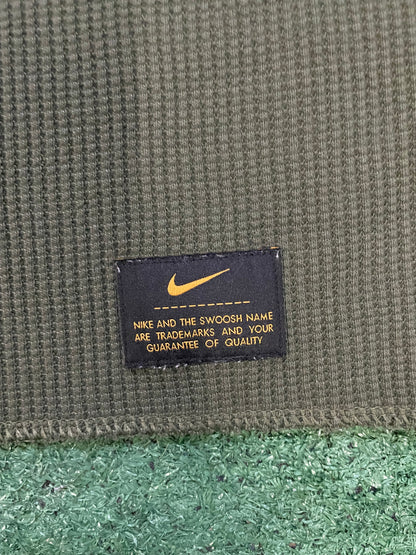 NIKE AND THE SWOOSH NAME
ARE TRADEMARKS AND YOUR
GUARANTEE OF QUALITY